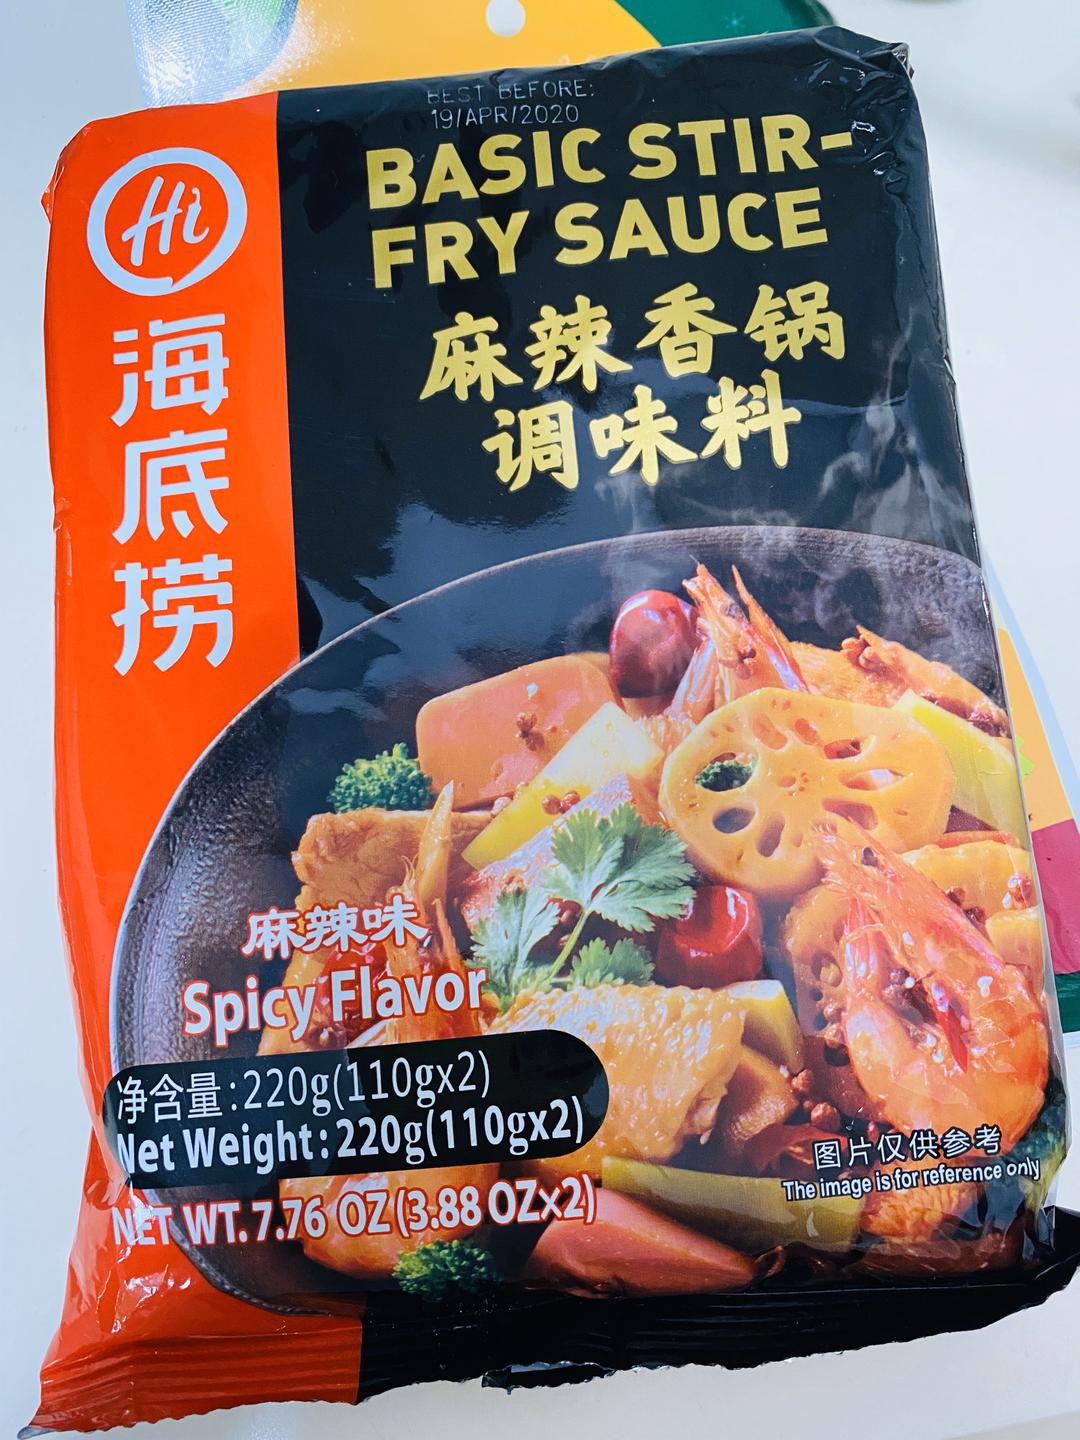 BEST BEFORE:
19/APR/2020
BASIC STIR-
FRY SAUCE
麻辣香锅
调味料
Hi
海底捞
麻辣味
Spicy Flavor
净含量:220g(110gx2)
Net Weight:220g(110gx2)
NET WT.7.76 OZ(3.88 OZx2)
图片仅供参考
The image is for reference only